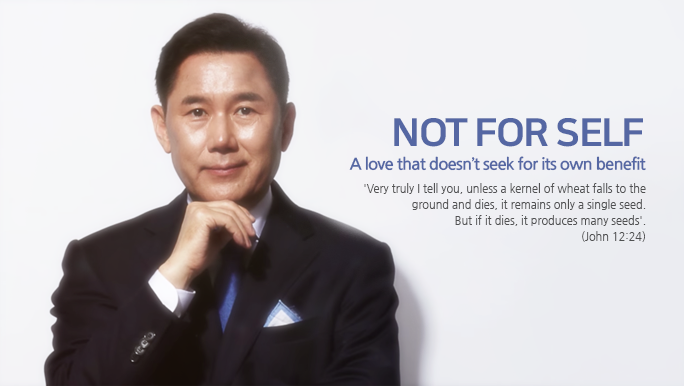 NOT FOR SELF
A love that doesn't seek for its own benefit
'Very truly I tell you, unless a kernel of wheat falls to the
ground and dies, it remains only a single seed.
But if it dies, it produces many seeds'.
(John 12:24)